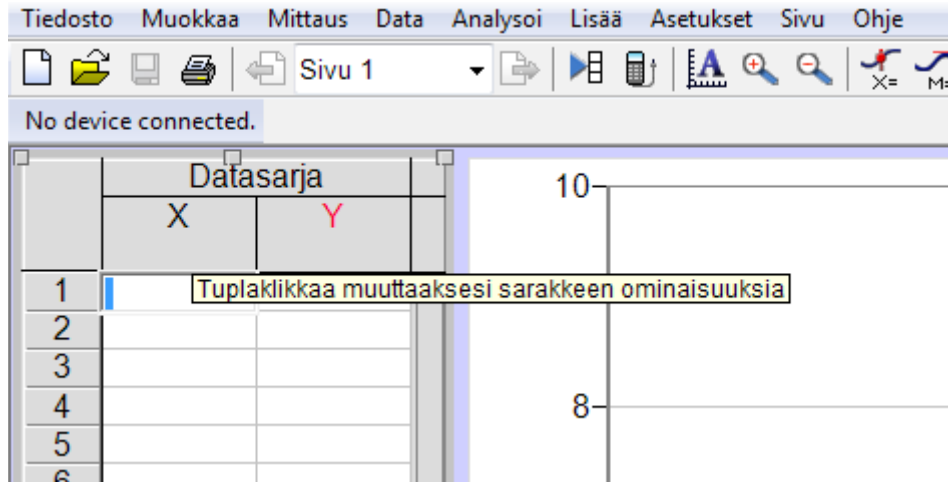 Tiedosto Muokkaa Mittaus Data Analysoi Lisää Asetukset Sivu Ohje
Sivu 1
A X= M=
No device connected.
Datasarja
X Y
10
1
Tuplaklikkaa muuttaaksesi sarakkeen ominaisuuksia
2
3
4
8
5
6